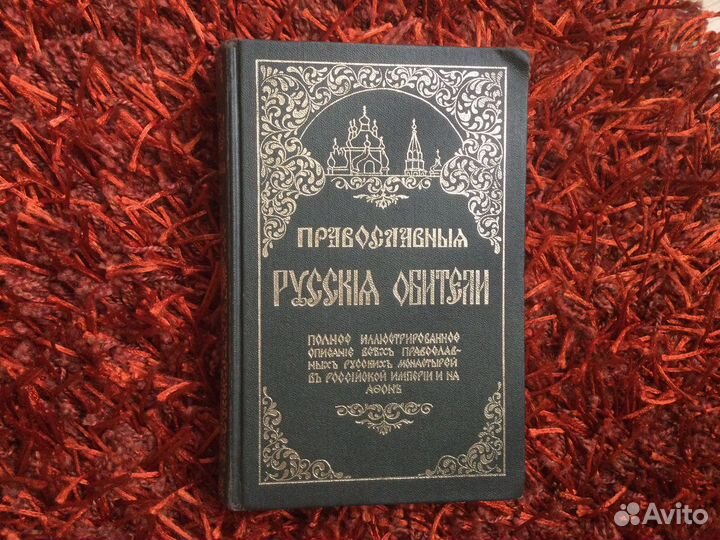 ПРАВОСЛАВНЫЯ
РУССКІЯ ОБИТЕЛИ
ПОЛНОЕ ИЛЛЮСТРИРОВАННОЕ
ОПИСАНІЕ ВСѢХЪ ПРАВОСЛАВ-
НЫХЪ РУССКИХЪ МОНАСТЫРЕЙ
ВЪ РОССІЙСКОЙ ИМПЕРІИ И НА
АѲОНѢ
Avito